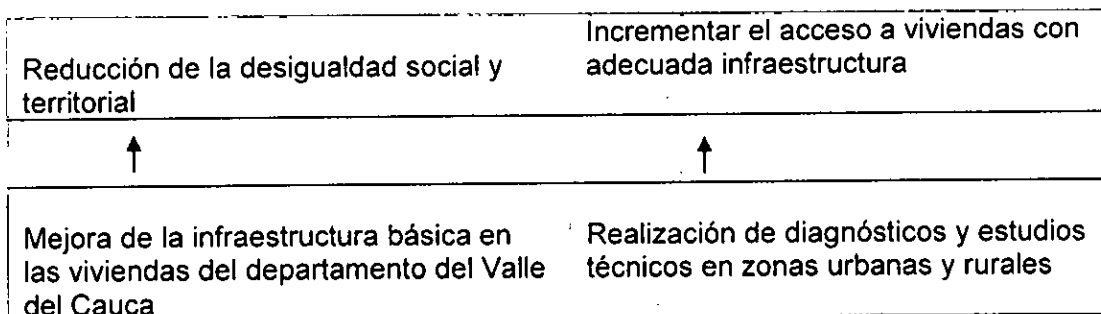 Reducción de la desigualdad social y
territorial
Incrementar el acceso a viviendas con
adecuada infraestructura
Mejora de la infraestructura básica en
las viviendas del departamento del Valle
del Cauca
Realización de diagnósticos y estudios
técnicos en zonas urbanas y rurales